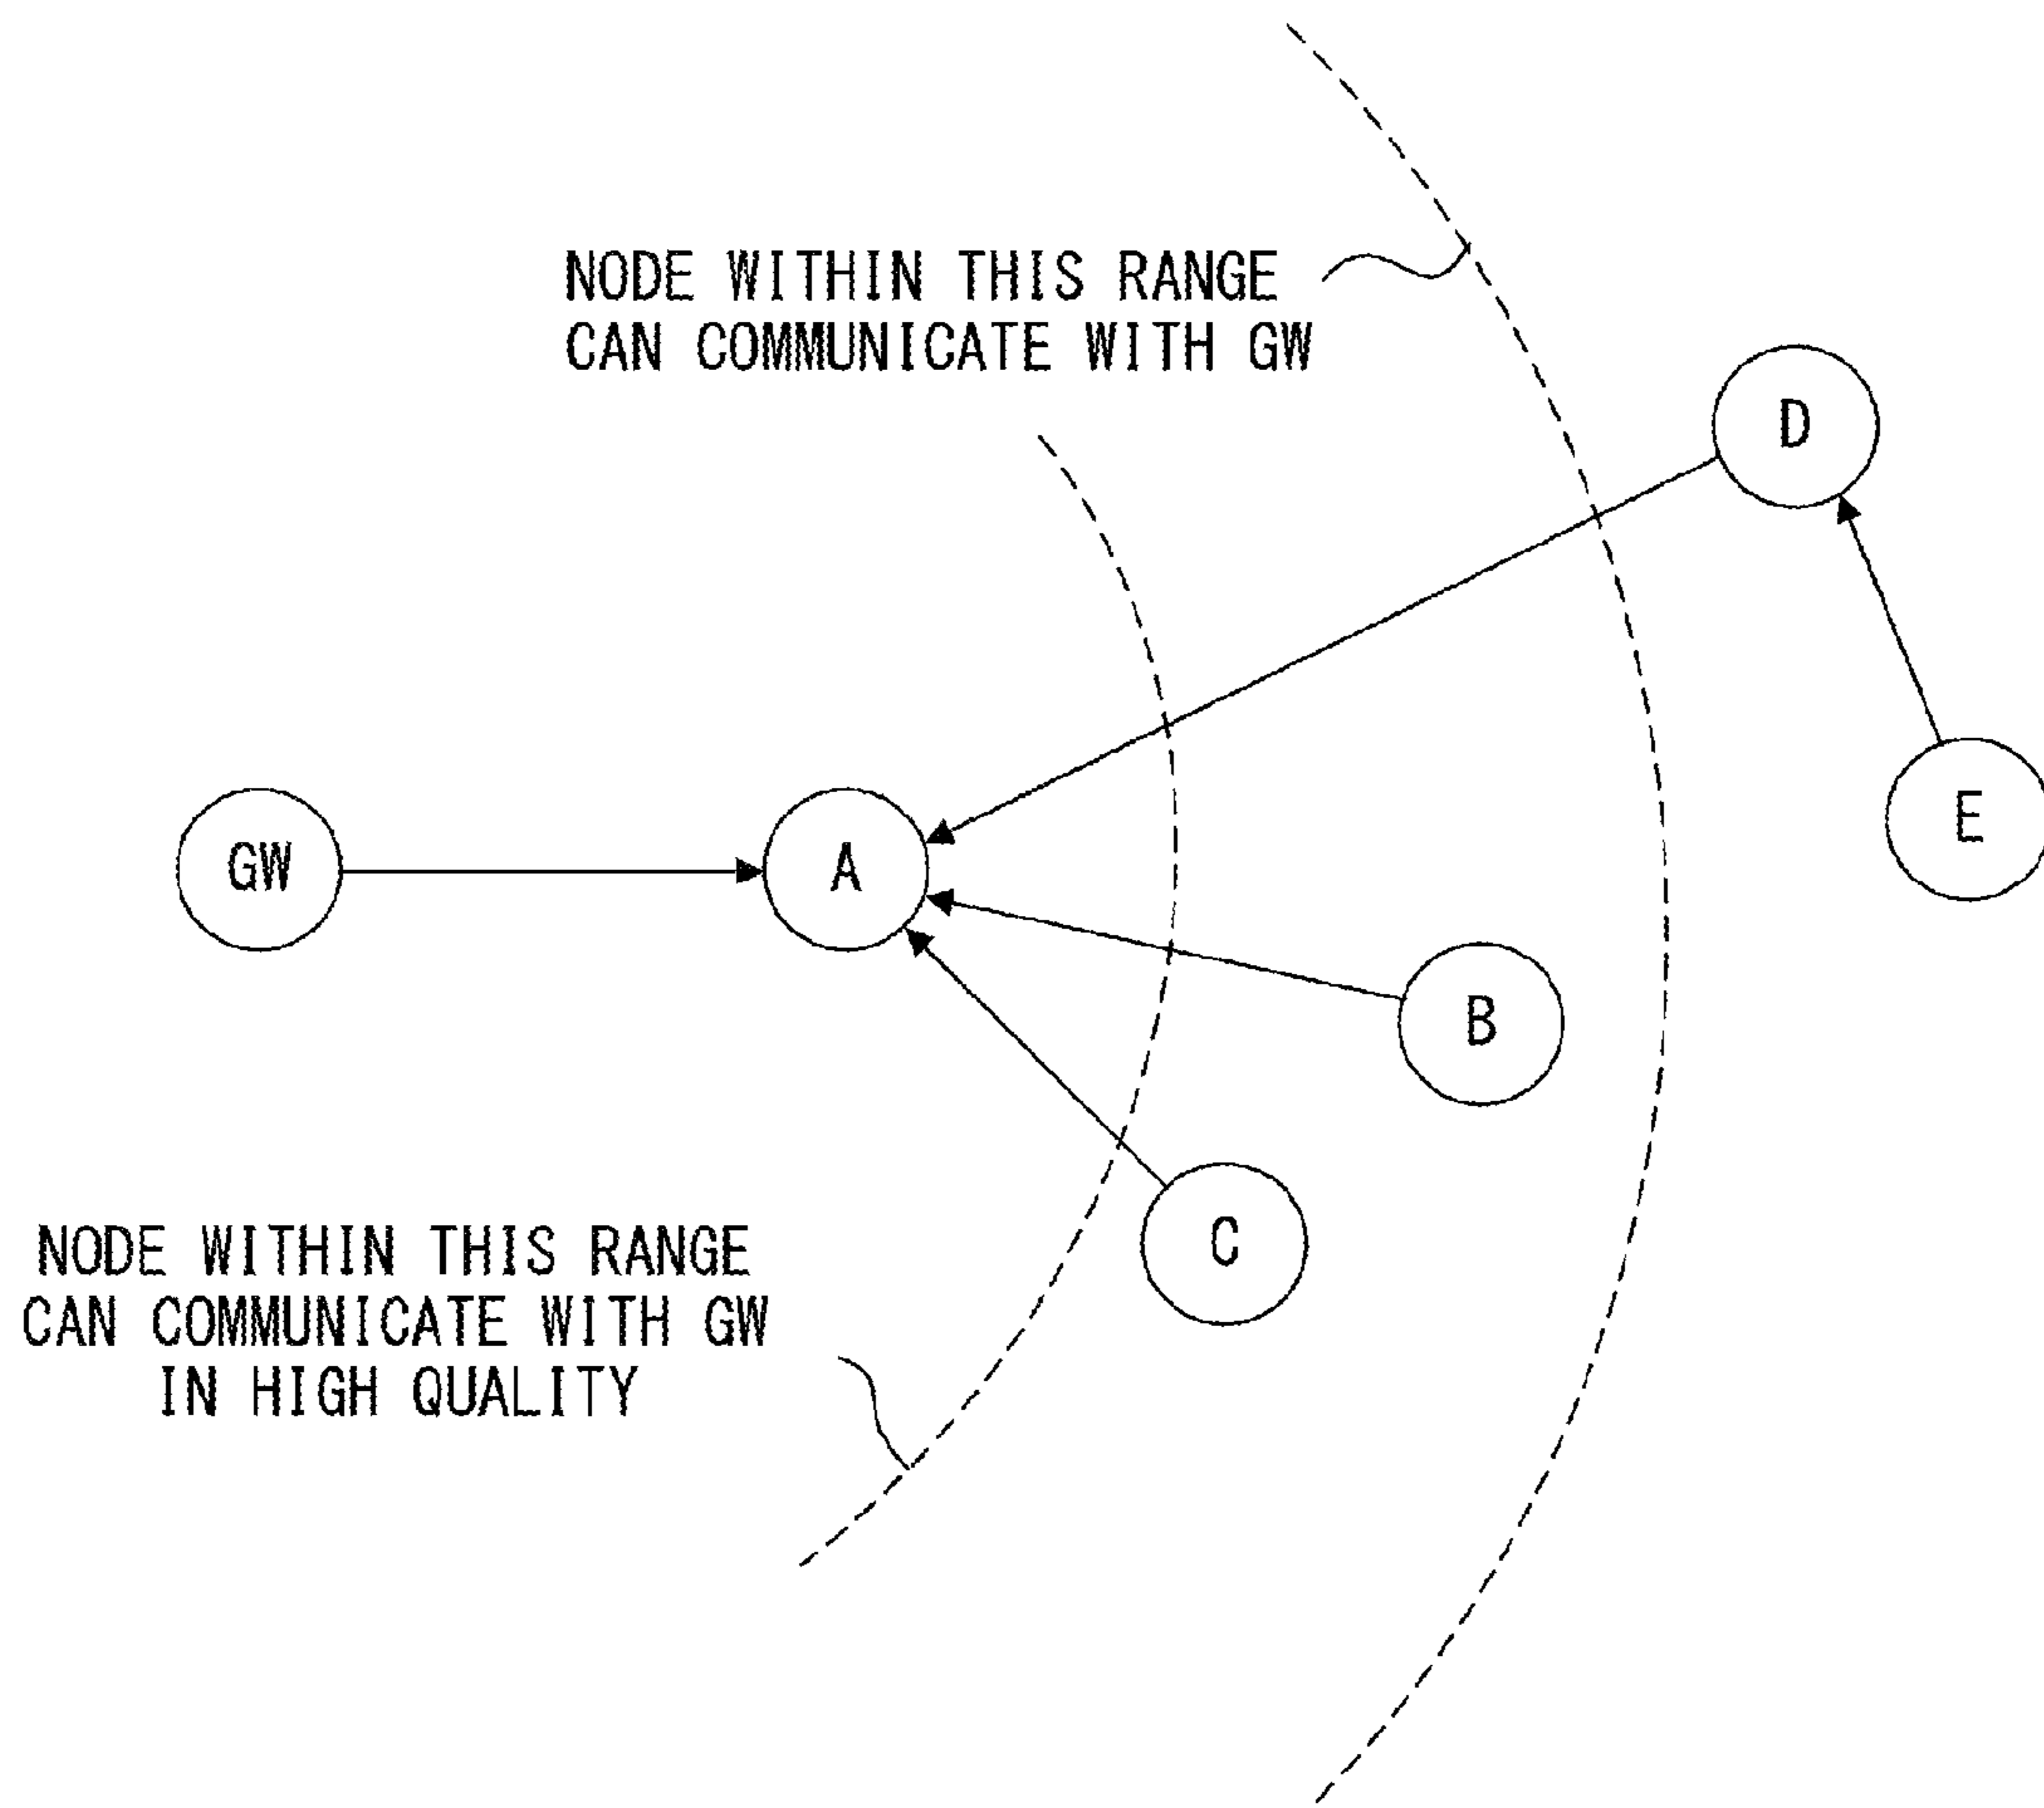 NODE WITHIN THIS RANGE
CAN COMMUNICATE WITH GW
D
E
GW
A
B
C
NODE WITHIN THIS RANGE
CAN COMMUNICATE WITH GW
IN HIGH QUALITY